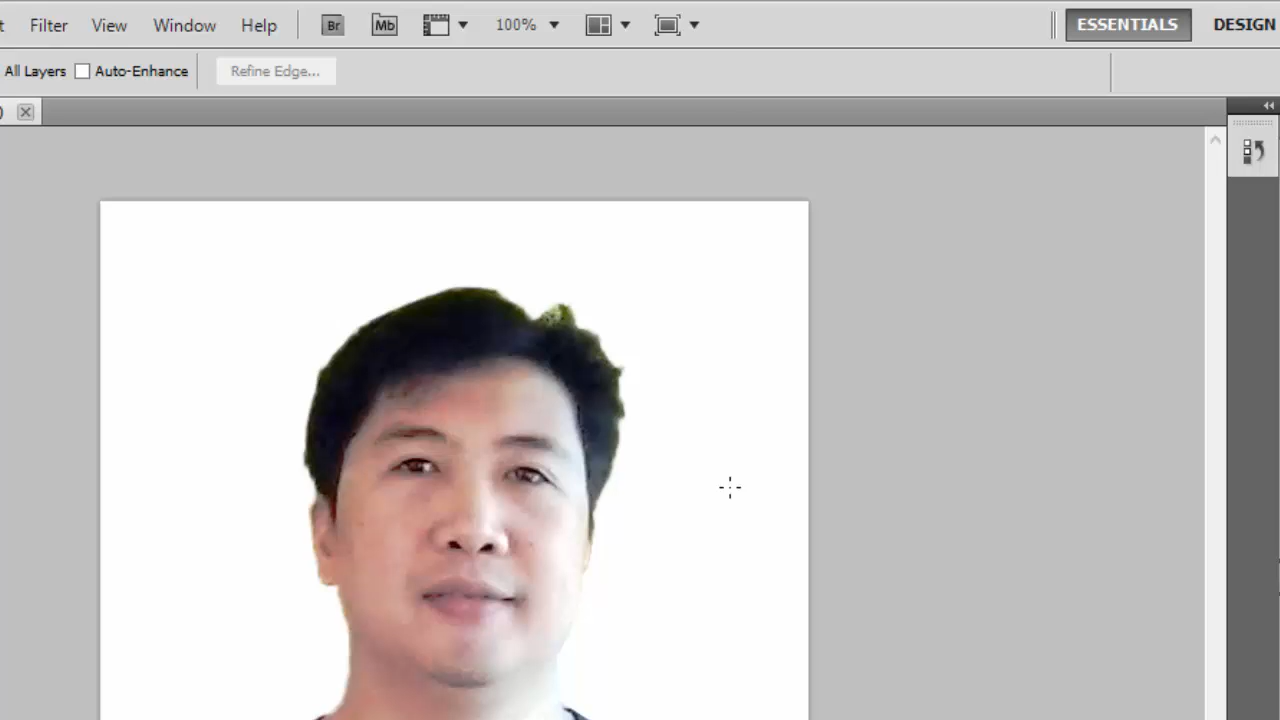 Filter View Window Help Br Mb 100% ESSENTIALS DESIGN
All Layers Auto-Enhance Refine Edge...